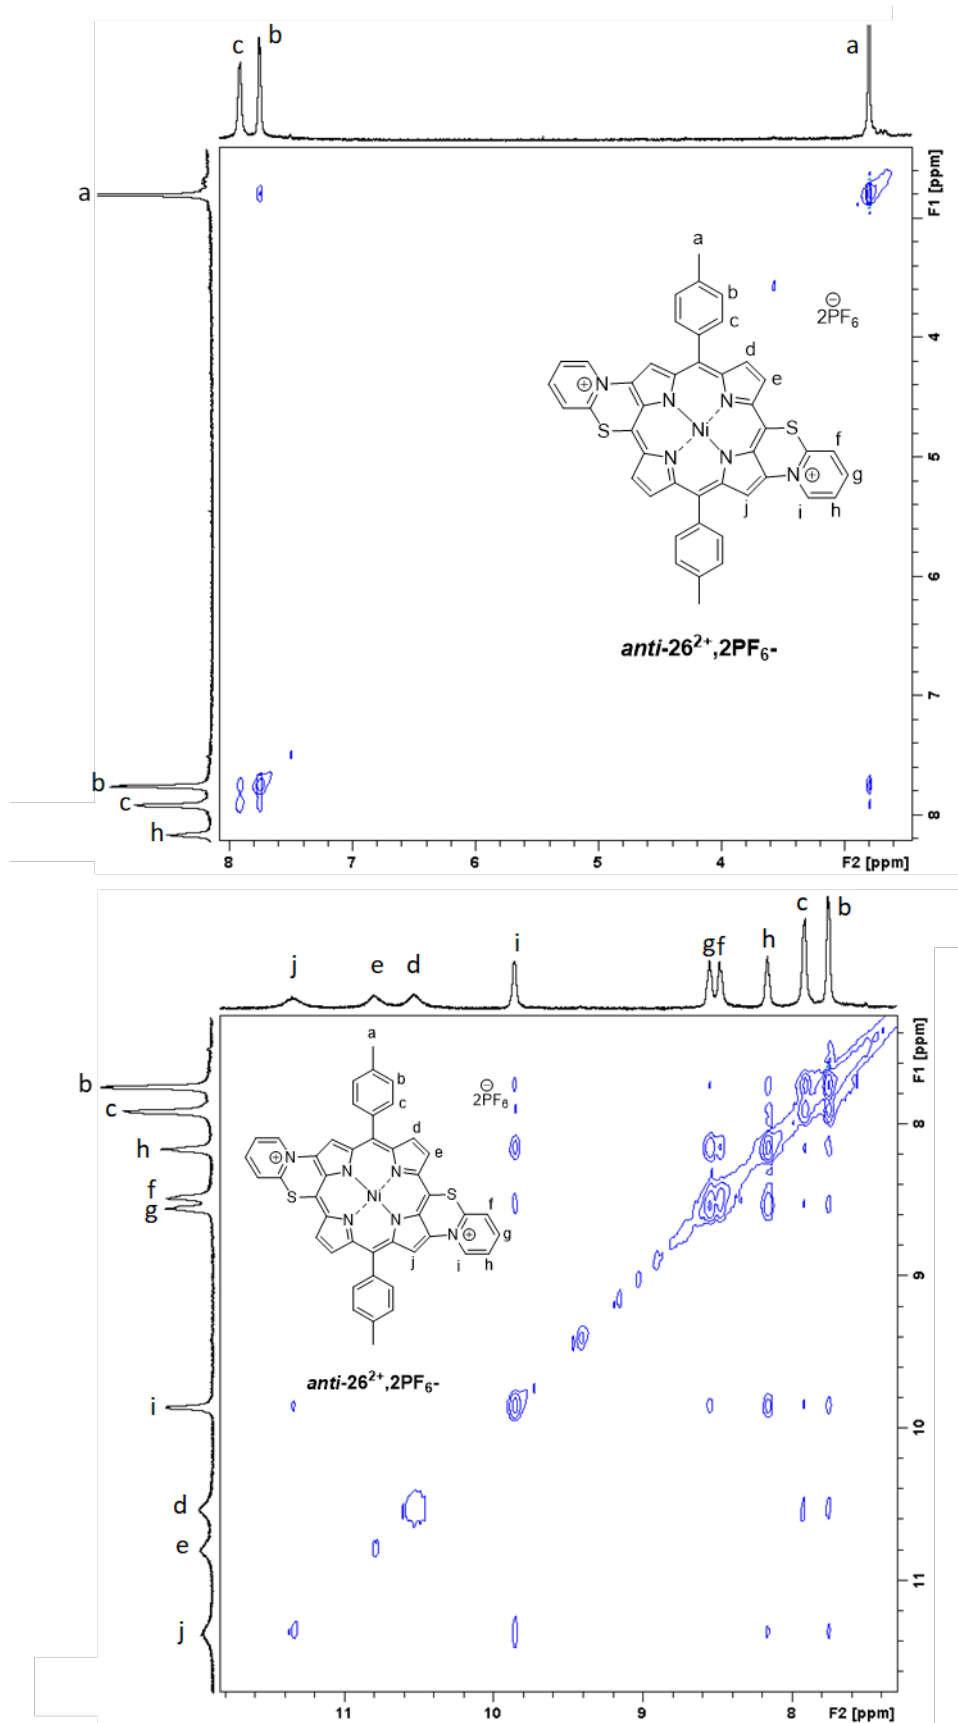 c b a
a
F1 [ppm]
a
b
c
⊖
2PF6
d
e
N N
⊕ N
S Ni S
f
N N
N ⊕ g
j i h
4
5
6
anti-26²⁺,2PF6-
7
b
c
h
8
8 7 6 5 4 F2 [ppm]
j e d i g f h c b
F1 [ppm]
a
b
c
⊖
2PF6
d
e
N N
⊕ N
S Ni S
f
N N
N ⊕ g
j i h
anti-26²⁺,2PF6-
b
c
h
f
g
i
d
e
j
8
9
10
11
11 10 9 8 F2 [ppm]